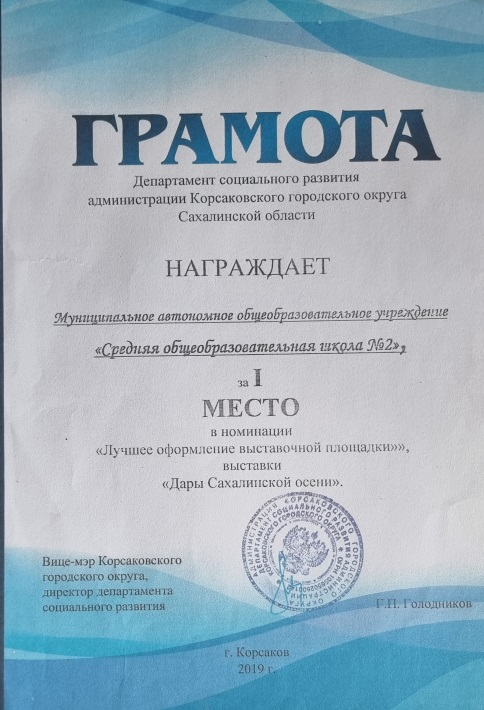 ГРАМОТА
Департамент социального развития
администрации Корсаковского городского округа
Сахалинской области
НАГРАЖДАЕТ
Муниципальное автономное общеобразовательное учреждение
«Средняя общеобразовательная школа №2»,
за I
МЕСТО
в номинации
«Лучшее оформление выставочной площадки»»,
выставки
«Дары Сахалинской осени».
Вице-мэр Корсаковского
городского округа,
директор департамента
социального развития
Г.П. Голодников
г. Корсаков
2019 г.